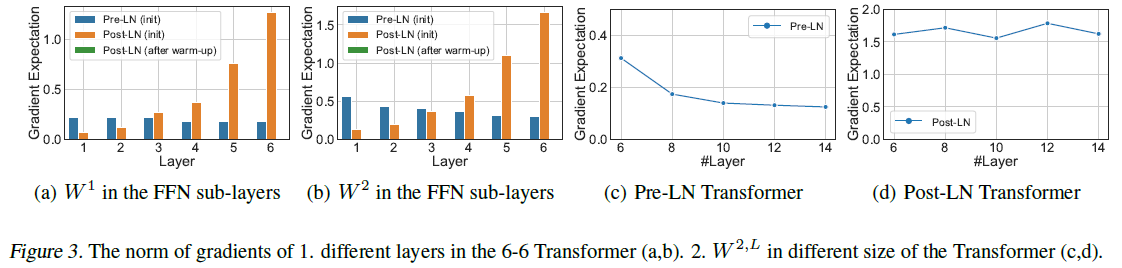 Gradient Expectation
1.0
0.5
0.0
Pre-LN (init)
Post-LN (init)
Post-LN (after warm-up)
1 2 3 4 5 6
Layer
(a) W¹ in the FFN sub-layers
Gradient Expectation
1.5
1.0
0.5
0.0
Pre-LN (init)
Post-LN (init)
Post-LN (after warm-up)
1 2 3 4 5 6
Layer
(b) W² in the FFN sub-layers
Gradient Expectation
0.4
0.2
0.0
Pre-LN
6 8 10 12 14
#Layer
(c) Pre-LN Transformer
Gradient Expectation
2.0
1.5
1.0
0.5
0.0
Post-LN
6 8 10 12 14
#Layer
(d) Post-LN Transformer
Figure 3. The norm of gradients of 1. different layers in the 6-6 Transformer (a,b). 2. W^{2,L} in different size of the Transformer (c,d).